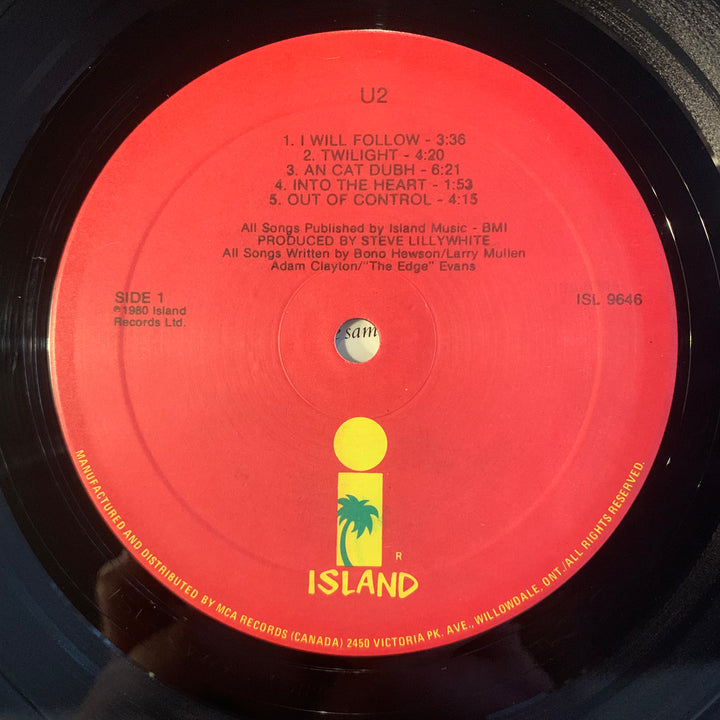 U2
1. I WILL FOLLOW - 3:36
2. TWILIGHT - 4:20
3. AN CAT DUBH - 6:21
4. INTO THE HEART - 1:53
5. OUT OF CONTROL - 4:15
All Songs Published by Island Music - BMI
PRODUCED BY STEVE LILLYWHITE
All Songs Written by Bono Hewson/Larry Mullen
Adam Clayton/"The Edge" Evans
SIDE 1
℗1980 Island
Records Ltd.
ISL 9646
sam
R
ISLAND
MANUFACTURED AND DISTRIBUTED BY MCA RECORDS (CANADA) 2450 VICTORIA PK. AVE., WILLOWDALE, ONT./ALL RIGHTS RESERVED.